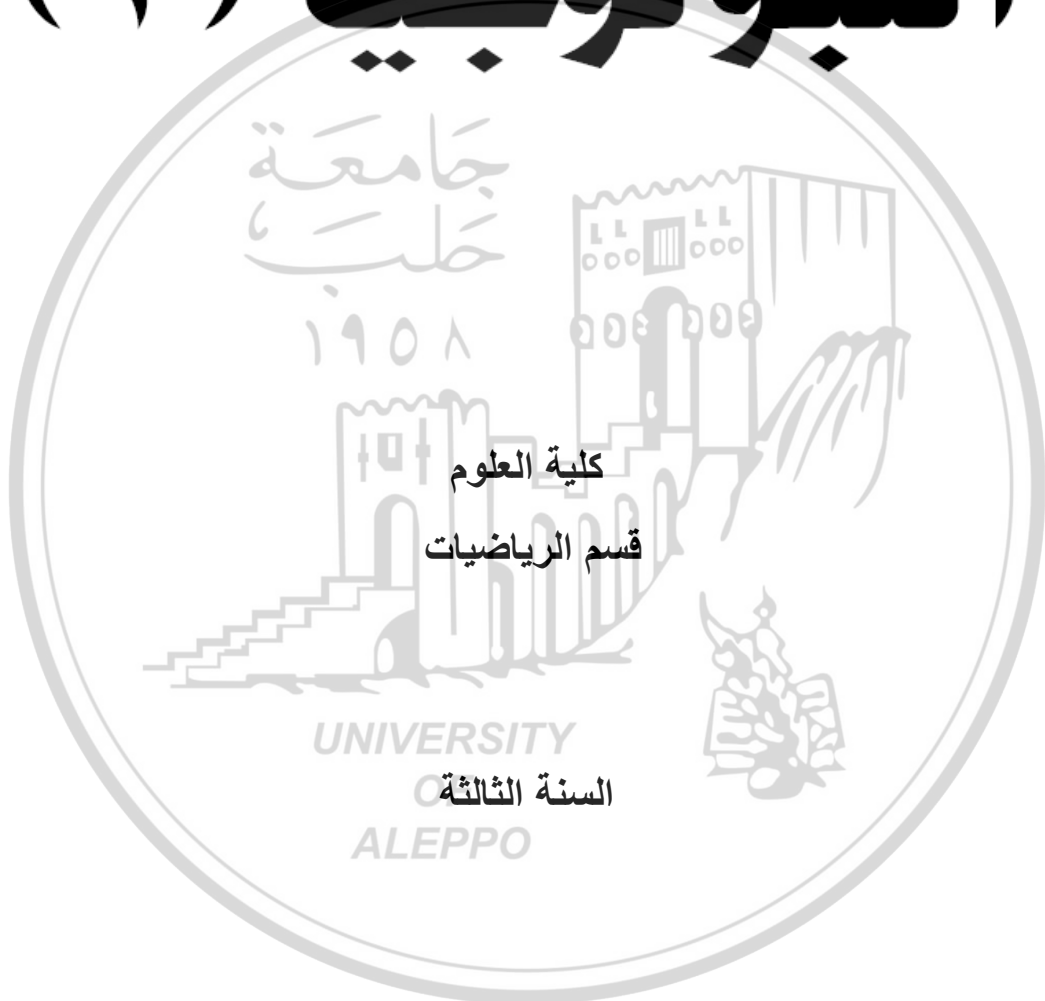 جامعة
حلب
١٩٥٨
كلية العلوم
قسم الرياضيات
UNIVERSITY
السنة الثالثة
OF
ALEPPO